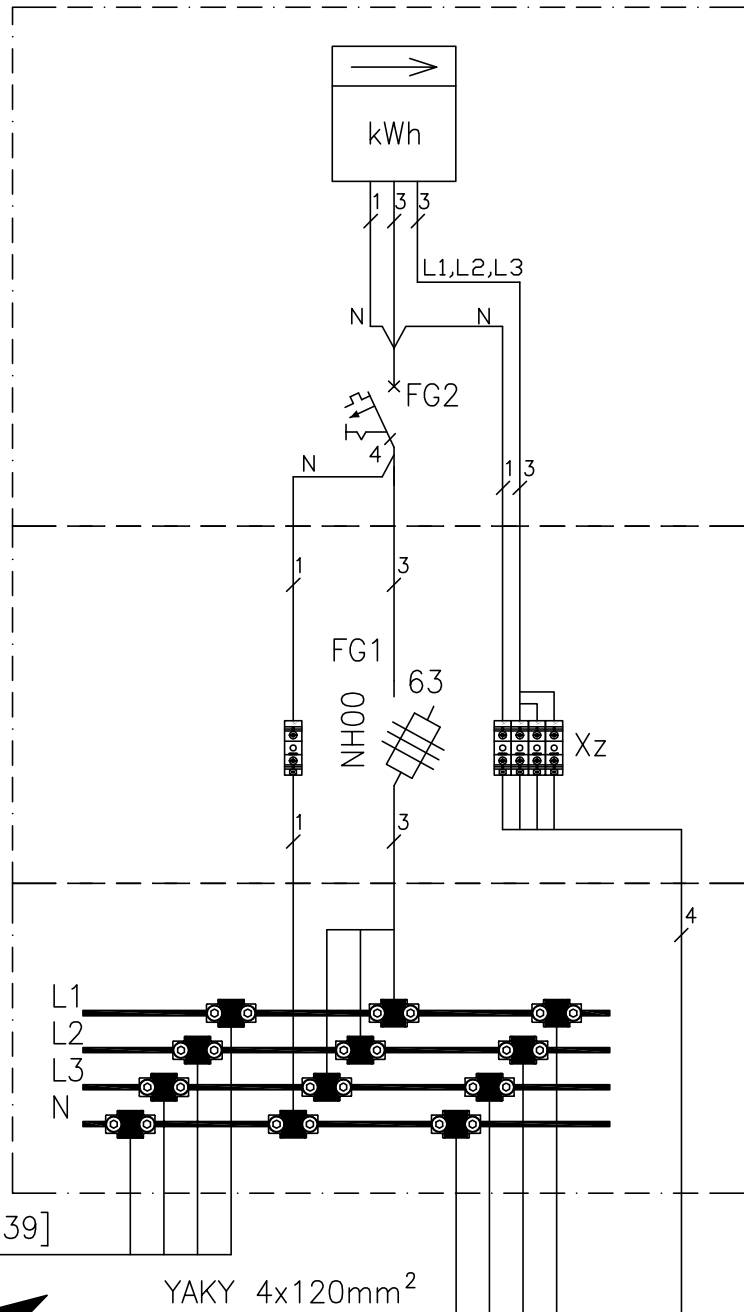 kWh
1 3 3
L1,L2,L3
N N
FG2
4
N
1 3
1 3
FG1
63
NH00
Xz
1 3
4
L1
L2
L3
N
39]
YAKY 4x120mm²